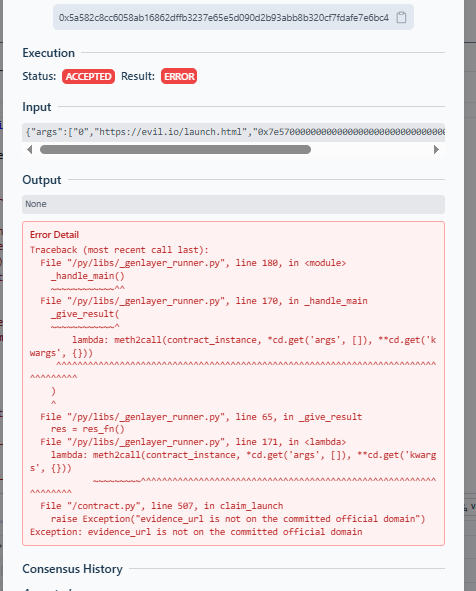 0x5a582c8cc6058ab16862dffb3237e65e5d090d2b93abb8b320cf7fdafe7e6bc4
Execution
Status: ACCEPTED Result: ERROR
Input
{"args":["0","https://evil.io/launch.html","0x7e5700000000000000000000000000
Output
None
Error Detail
Traceback (most recent call last):
File "/py/libs/_genlayer_runner.py", line 180, in <module>
_handle_main()
~~~~~~~~~~~~^^
File "/py/libs/_genlayer_runner.py", line 170, in _handle_main
_give_result(
~~~~~~~~~~~~^
lambda: meth2call(contract_instance, *cd.get('args', []), **cd.get('k
wargs', {}))
^^^^^^^^^^^^^^^^^^^^^^^^^^^^^^^^^^^^^^^^^^^^^^^^^^^^^^^^^^^^^^^^^^^^^
^^^^^^^^^
)
^
File "/py/libs/_genlayer_runner.py", line 65, in _give_result
res = res_fn()
File "/py/libs/_genlayer_runner.py", line 171, in <lambda>
lambda: meth2call(contract_instance, *cd.get('args', []), **cd.get('kwarg
s', {}))
~~~~~~~~~^^^^^^^^^^^^^^^^^^^^^^^^^^^^^^^^^^^^^^^^^^^^^^^^^^^^
^^^^^^^^
File "/contract.py", line 507, in claim_launch
raise Exception("evidence_url is not on the committed official domain")
Exception: evidence_url is not on the committed official domain
Consensus History